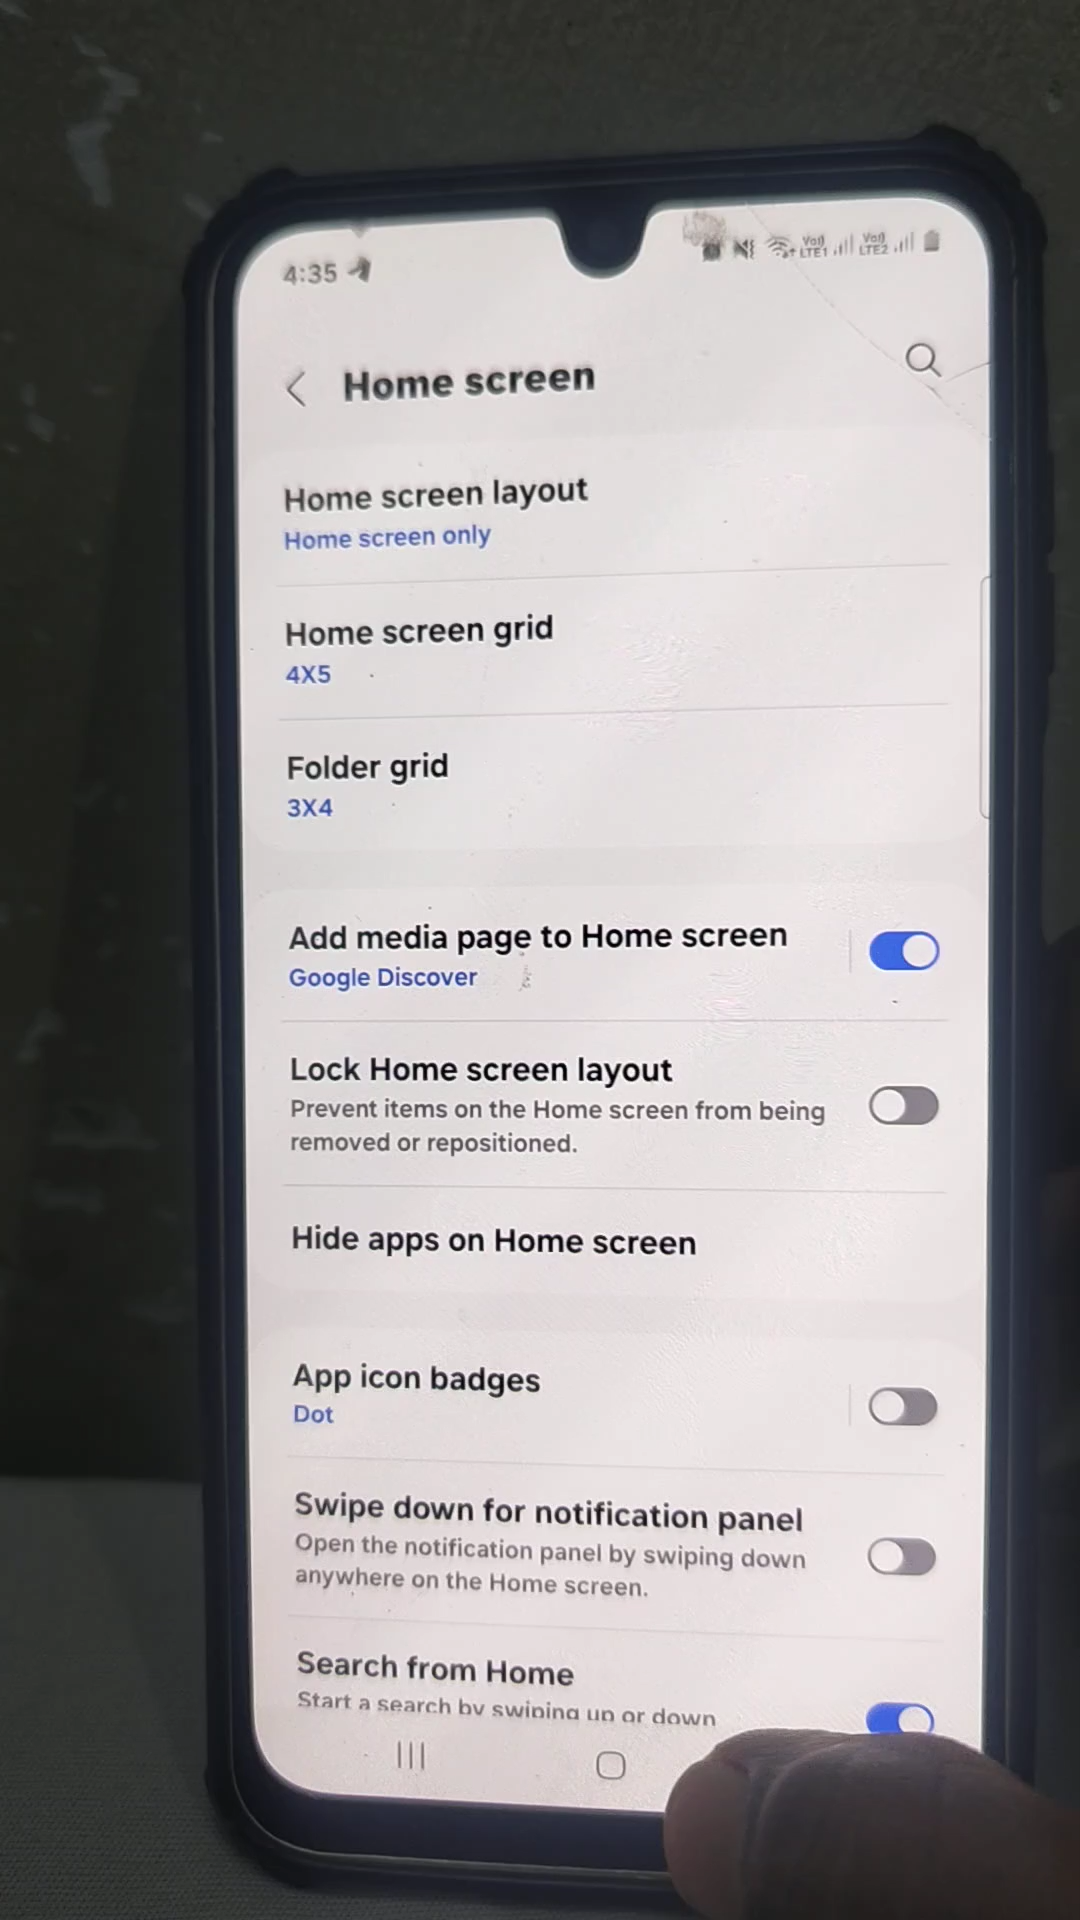 4:35
Vo)) LTE1 Vo)) LTE2
Home screen
Home screen layout
Home screen only
Home screen grid
4X5
Folder grid
3X4
Add media page to Home screen
Google Discover
Lock Home screen layout
Prevent items on the Home screen from being
removed or repositioned.
Hide apps on Home screen
App icon badges
Dot
Swipe down for notification panel
Open the notification panel by swiping down
anywhere on the Home screen.
Search from Home
Start a search by swiping up or down